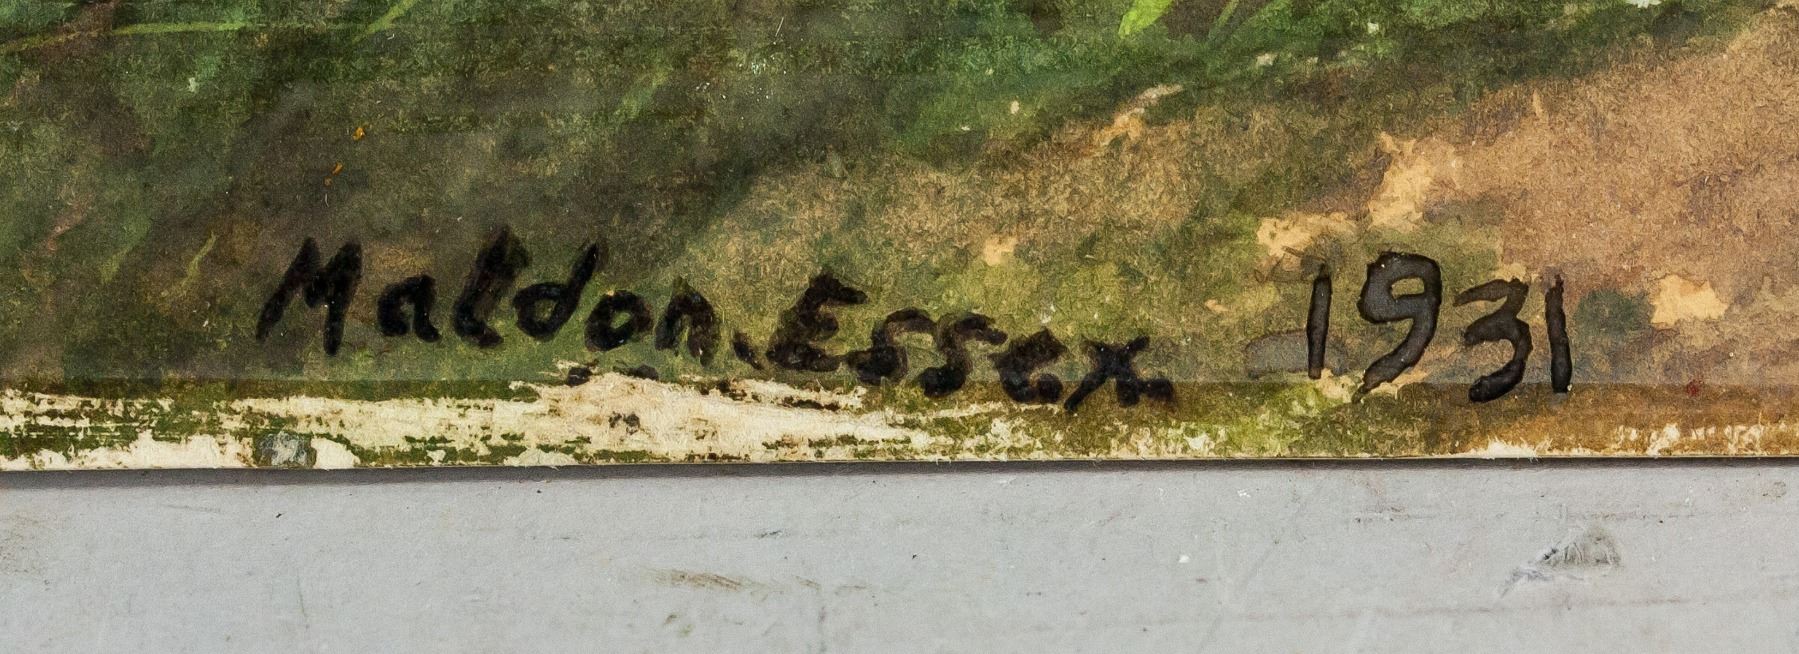 Maldon. Essex 1931